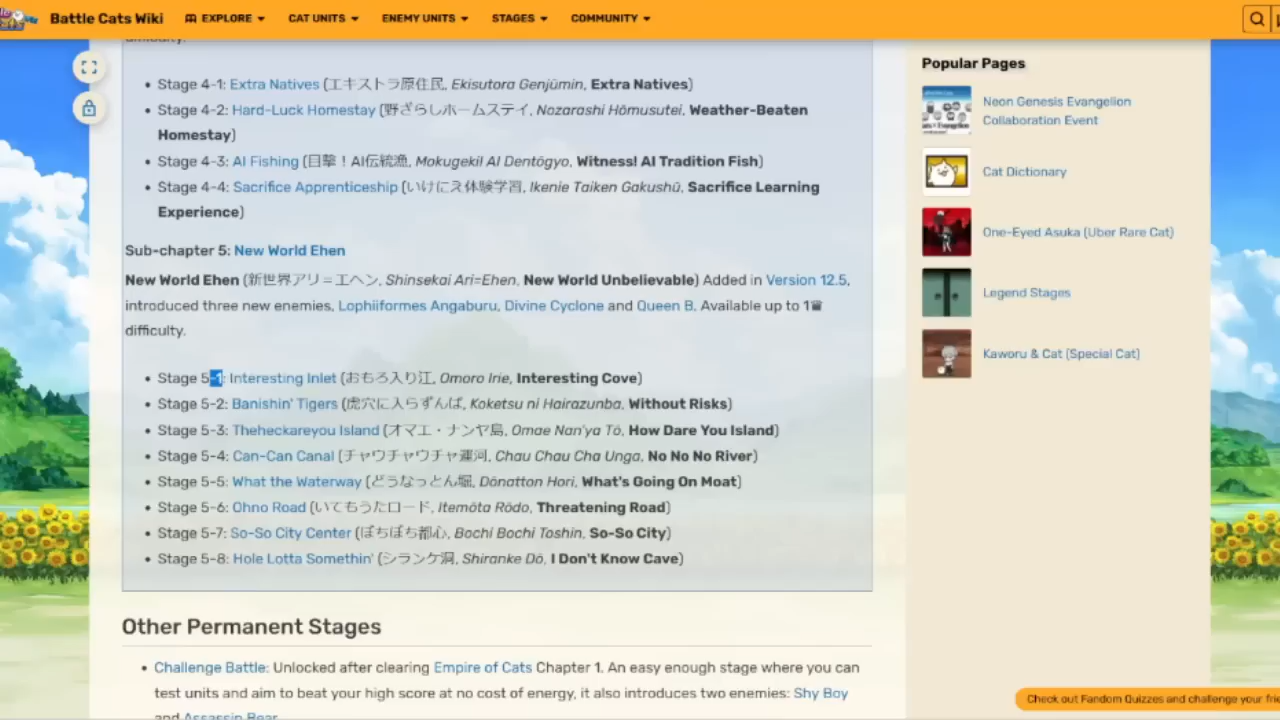 Battle Cats Wiki
EXPLORE
CAT UNITS
ENEMY UNITS
STAGES
COMMUNITY
difficulty.
• Stage 4-1: Extra Natives (エキストラ原住民, Ekisutora Genjūmin, Extra Natives)
• Stage 4-2: Hard-Luck Homestay (野ざらしホームステイ, Nozarashi Hōmusutei, Weather-Beaten
Homestay)
• Stage 4-3: AI Fishing (目撃！AI伝統漁, Mokugekil AI Dentōgyo, Witness! AI Tradition Fish)
• Stage 4-4: Sacrifice Apprenticeship (いけにえ体験学習, Ikenie Taiken Gakushū, Sacrifice Learning
Experience)
Sub-chapter 5: New World Ehen
New World Ehen (新世界アリ＝エヘン, Shinsekai Ari=Ehen, New World Unbelievable) Added in Version 12.5,
introduced three new enemies, Lophiiformes Angaburu, Divine Cyclone and Queen B. Available up to 1♛
difficulty.
• Stage 5-1: Interesting Inlet (おもろ入り江, Omoro Irie, Interesting Cove)
• Stage 5-2: Banishin' Tigers (虎穴に入らずんば, Koketsu ni Hairazunba, Without Risks)
• Stage 5-3: Theheckareyou Island (オマエ・ナンヤ島, Omae Nan'ya Tō, How Dare You Island)
• Stage 5-4: Can-Can Canal (チャウチャウチャ運河, Chau Chau Cha Unga, No No No River)
• Stage 5-5: What the Waterway (どうなっとん堀, Dōnatton Hori, What's Going On Moat)
• Stage 5-6: Ohno Road (いてもうたロード, Itemōta Rōdo, Threatening Road)
• Stage 5-7: So-So City Center (ぼちぼち都心, Bochi Bochi Toshin, So-So City)
• Stage 5-8: Hole Lotta Somethin' (シランケ洞, Shiranke Dō, I Don't Know Cave)
Other Permanent Stages
• Challenge Battle: Unlocked after clearing Empire of Cats Chapter 1. An easy enough stage where you can
test units and aim to beat your high score at no cost of energy, it also introduces two enemies: Shy Boy
and Assassin Bear
Popular Pages
Neon Genesis Evangelion
Collaboration Event
Cat Dictionary
One-Eyed Asuka (Uber Rare Cat)
Legend Stages
Kaworu & Cat (Special Cat)
Check out Fandom Quizzes and challenge your